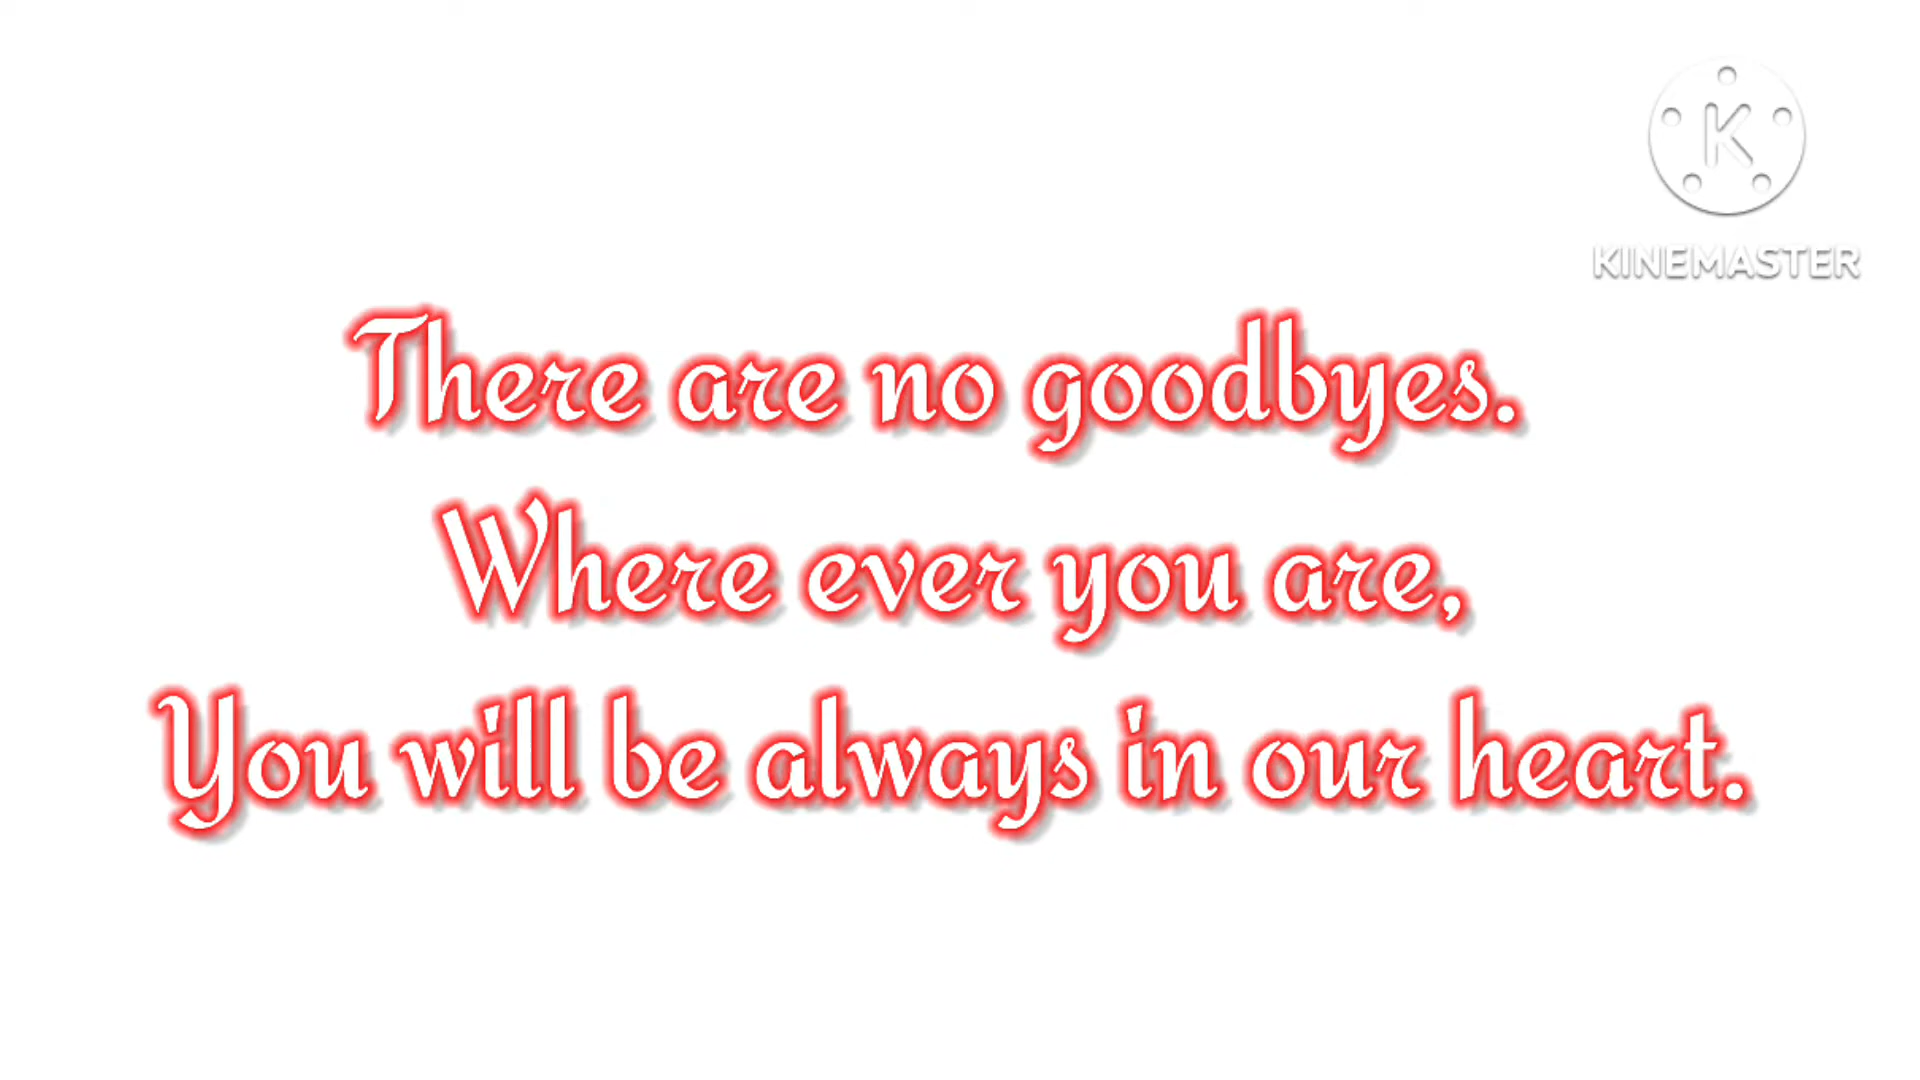 K
KINEMASTER
There are no goodbyes.
Where ever you are,
You will be always in our heart.